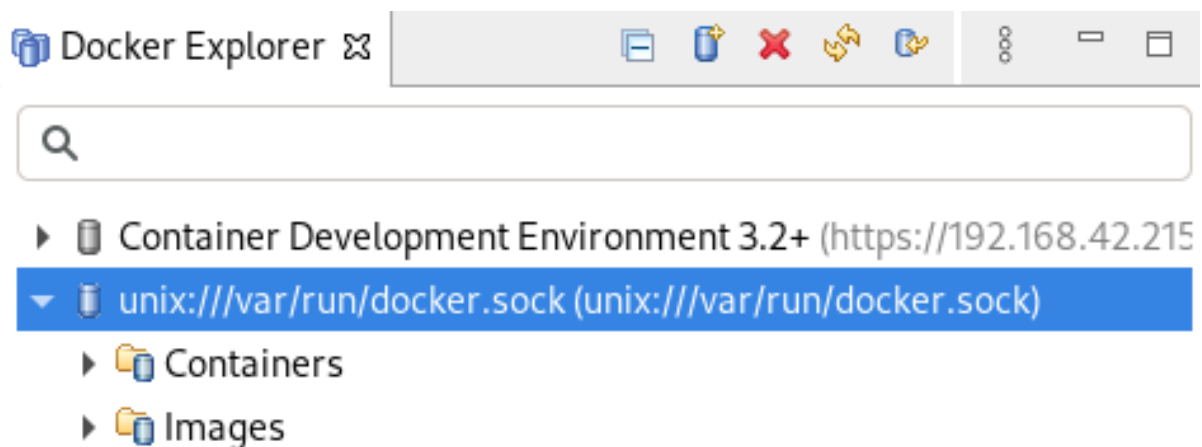 Docker Explorer
Container Development Environment 3.2+ (https://192.168.42.215
unix:///var/run/docker.sock (unix:///var/run/docker.sock)
Containers
Images